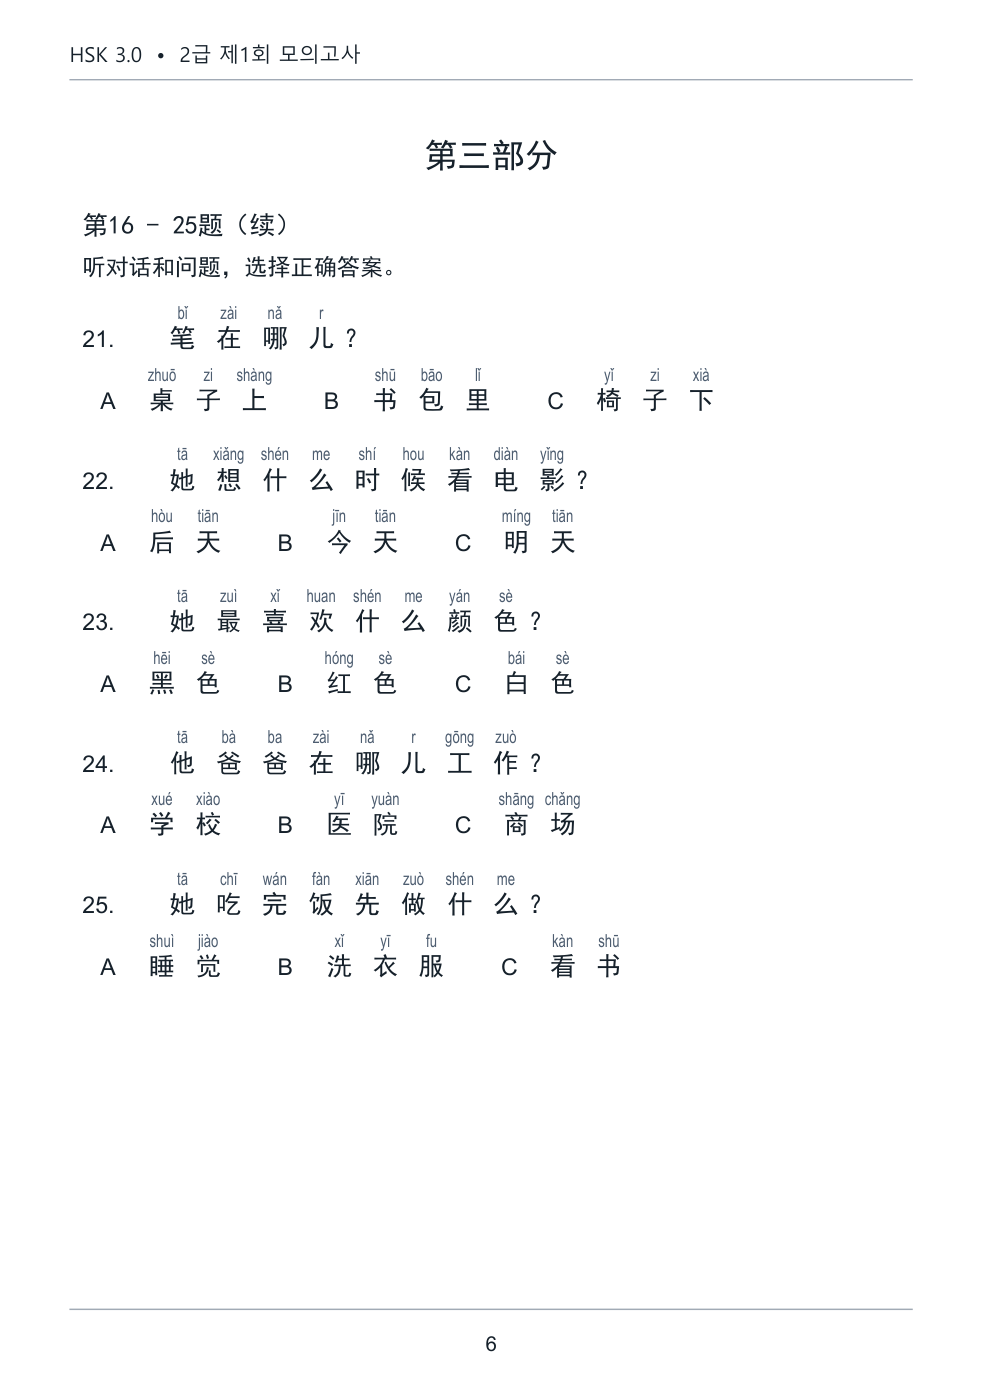 HSK 3.0 • 2급 제1회 모의고사
第三部分
第16 – 25题（续）
听对话和问题，选择正确答案。
bǐ zài nǎ r
21. 笔在哪儿？
zhuō zi shàng shū bāo lǐ yǐ zi xià
A 桌子上 B 书包里 C 椅子下
tā xiǎng shén me shí hou kàn diàn yǐng
22. 她想什么时候看电影？
hòu tiān jīn tiān míng tiān
A 后天 B 今天 C 明天
tā zuì xǐ huan shén me yán sè
23. 她最喜欢什么颜色？
hēi sè hóng sè bái sè
A 黑色 B 红色 C 白色
tā bà ba zài nǎ r gōng zuò
24. 他爸爸在哪儿工作？
xué xiào yī yuàn shāng chǎng
A 学校 B 医院 C 商场
tā chī wán fàn xiān zuò shén me
25. 她吃完饭先做什么？
shuì jiào xǐ yī fu kàn shū
A 睡觉 B 洗衣服 C 看书
6